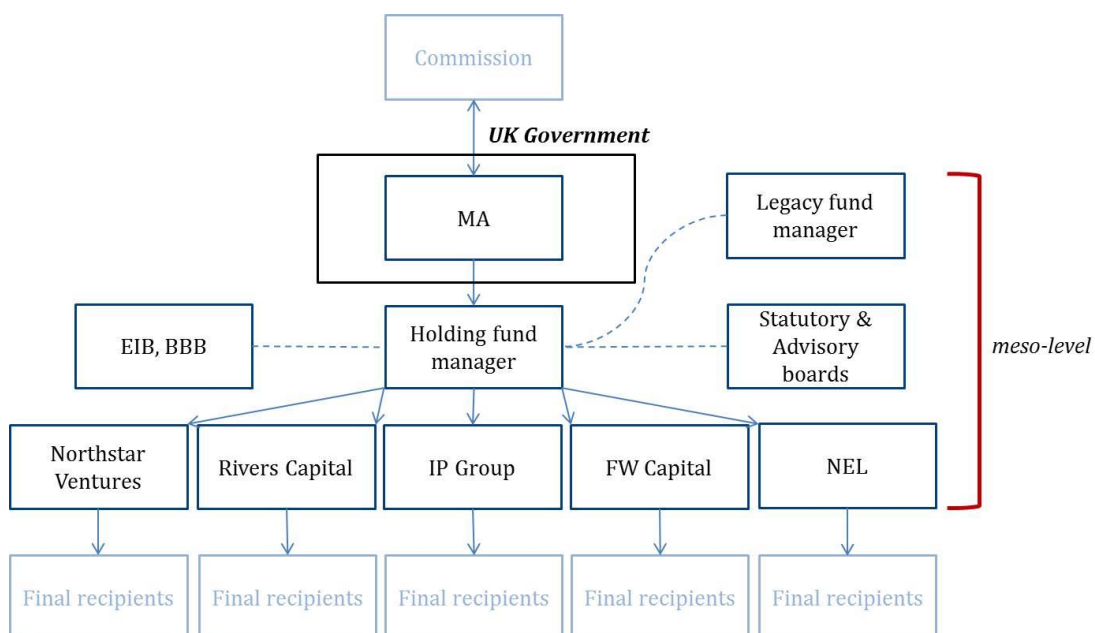 Commission
UK Government
MA
Legacy fund
manager
EIB, BBB
Holding fund
manager
Statutory &
Advisory
boards
meso-level
Northstar
Ventures
Rivers Capital
IP Group
FW Capital
NEL
Final recipients
Final recipients
Final recipients
Final recipients
Final recipients